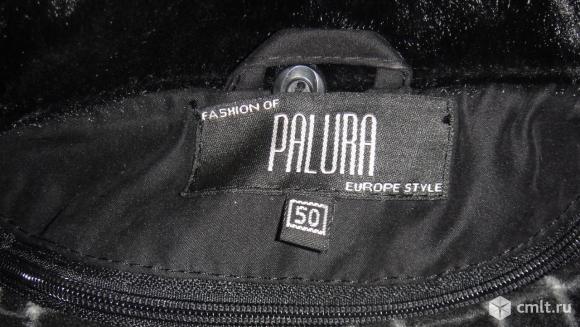 FASHION OF
PALURA
EUROPE STYLE
50
cmlt.ru